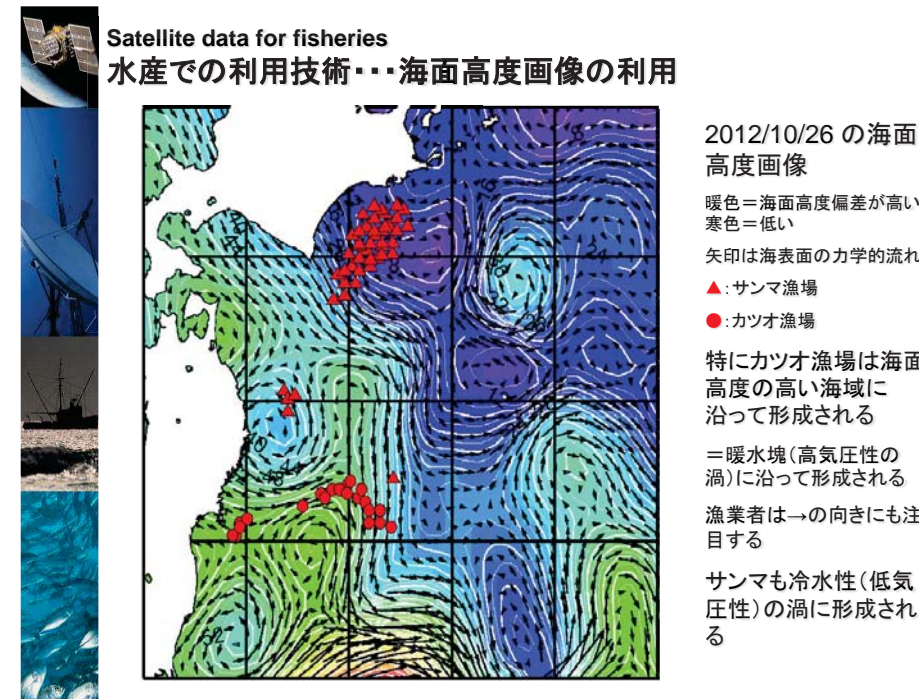 Satellite data for fisheries
水産での利用技術・・・海面高度画像の利用
2012/10/26 の海面
高度画像
暖色＝海面高度偏差が高い
寒色＝低い
矢印は海表面の力学的流れ
▲：サンマ漁場
●：カツオ漁場
特にカツオ漁場は海面
高度の高い海域に
沿って形成される
＝暖水塊（高気圧性の
渦）に沿って形成される
漁業者は→の向きにも注
目する
サンマも冷水性（低気
圧性）の渦に形成され
る